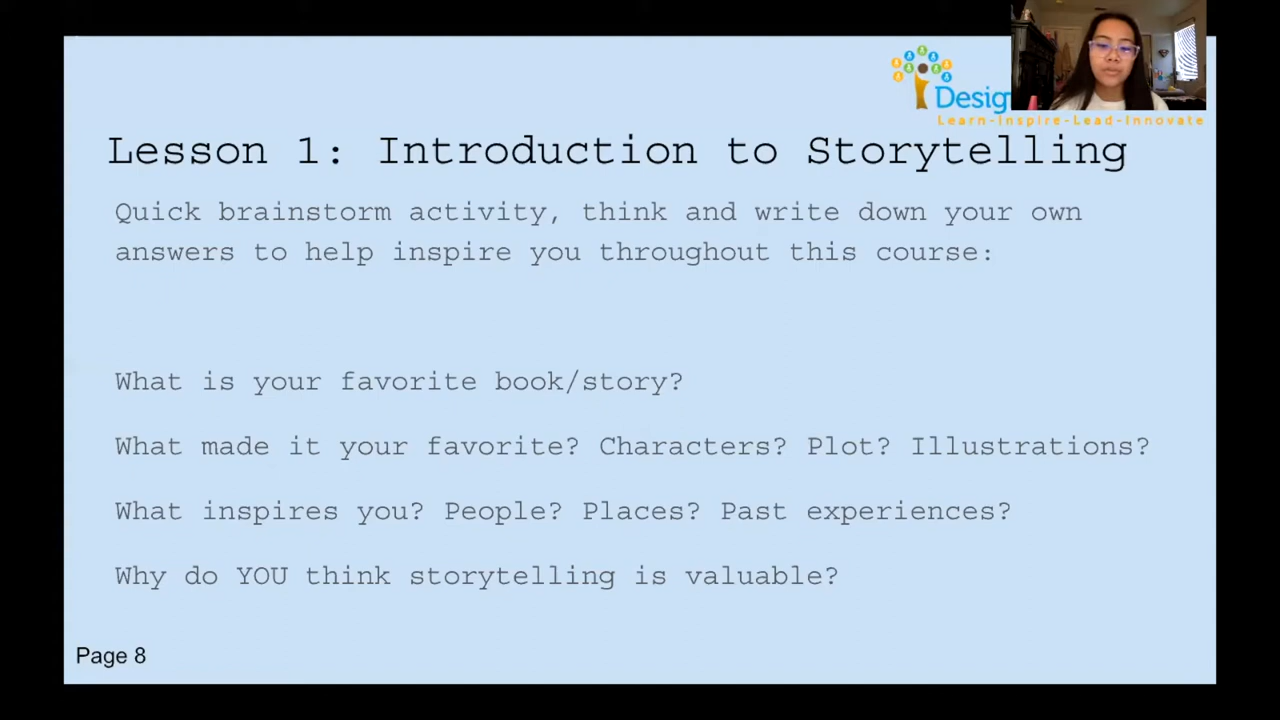 Desig
Learn-Inspire-Lead-Innovate
Lesson 1: Introduction to Storytelling
Quick brainstorm activity, think and write down your own
answers to help inspire you throughout this course:
What is your favorite book/story?
What made it your favorite? Characters? Plot? Illustrations?
What inspires you? People? Places? Past experiences?
Why do YOU think storytelling is valuable?
Page 8